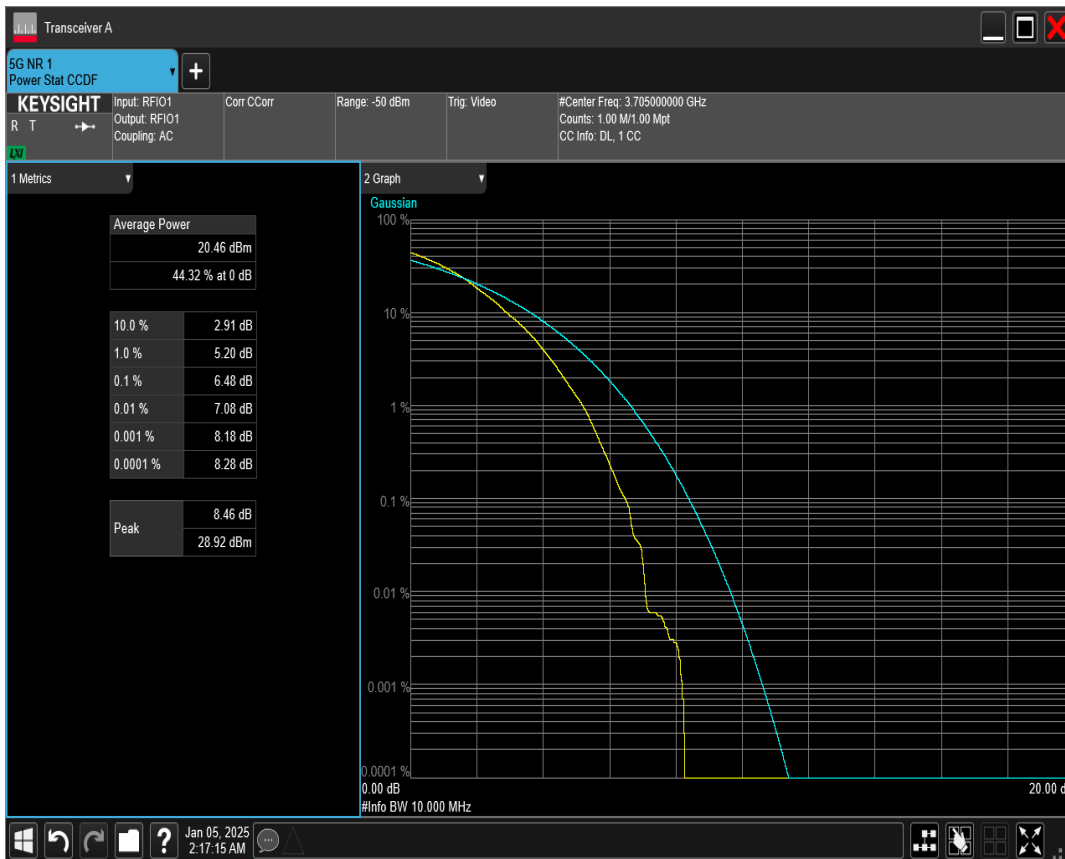 Transceiver A
5G NR 1
Power Stat CCDF
+
KEYSIGHT
R T
LXI
Input: RFIO1
Output: RFIO1
Coupling: AC
Corr CCorr
Range: -50 dBm
Trig: Video
#Center Freq: 3.705000000 GHz
Counts: 1.00 M/1.00 Mpt
CC Info: DL, 1 CC
1 Metrics
Average Power
20.46 dBm
44.32 % at 0 dB
10.0 % 2.91 dB
1.0 % 5.20 dB
0.1 % 6.48 dB
0.01 % 7.08 dB
0.001 % 8.18 dB
0.0001 % 8.28 dB
Peak
8.46 dB
28.92 dBm
2 Graph
Gaussian
100 %
10 %
1 %
0.1 %
0.01 %
0.001 %
0.0001 %
0.00 dB 20.00 d
#Info BW 10.000 MHz
?
Jan 05, 2025
2:17:15 AM